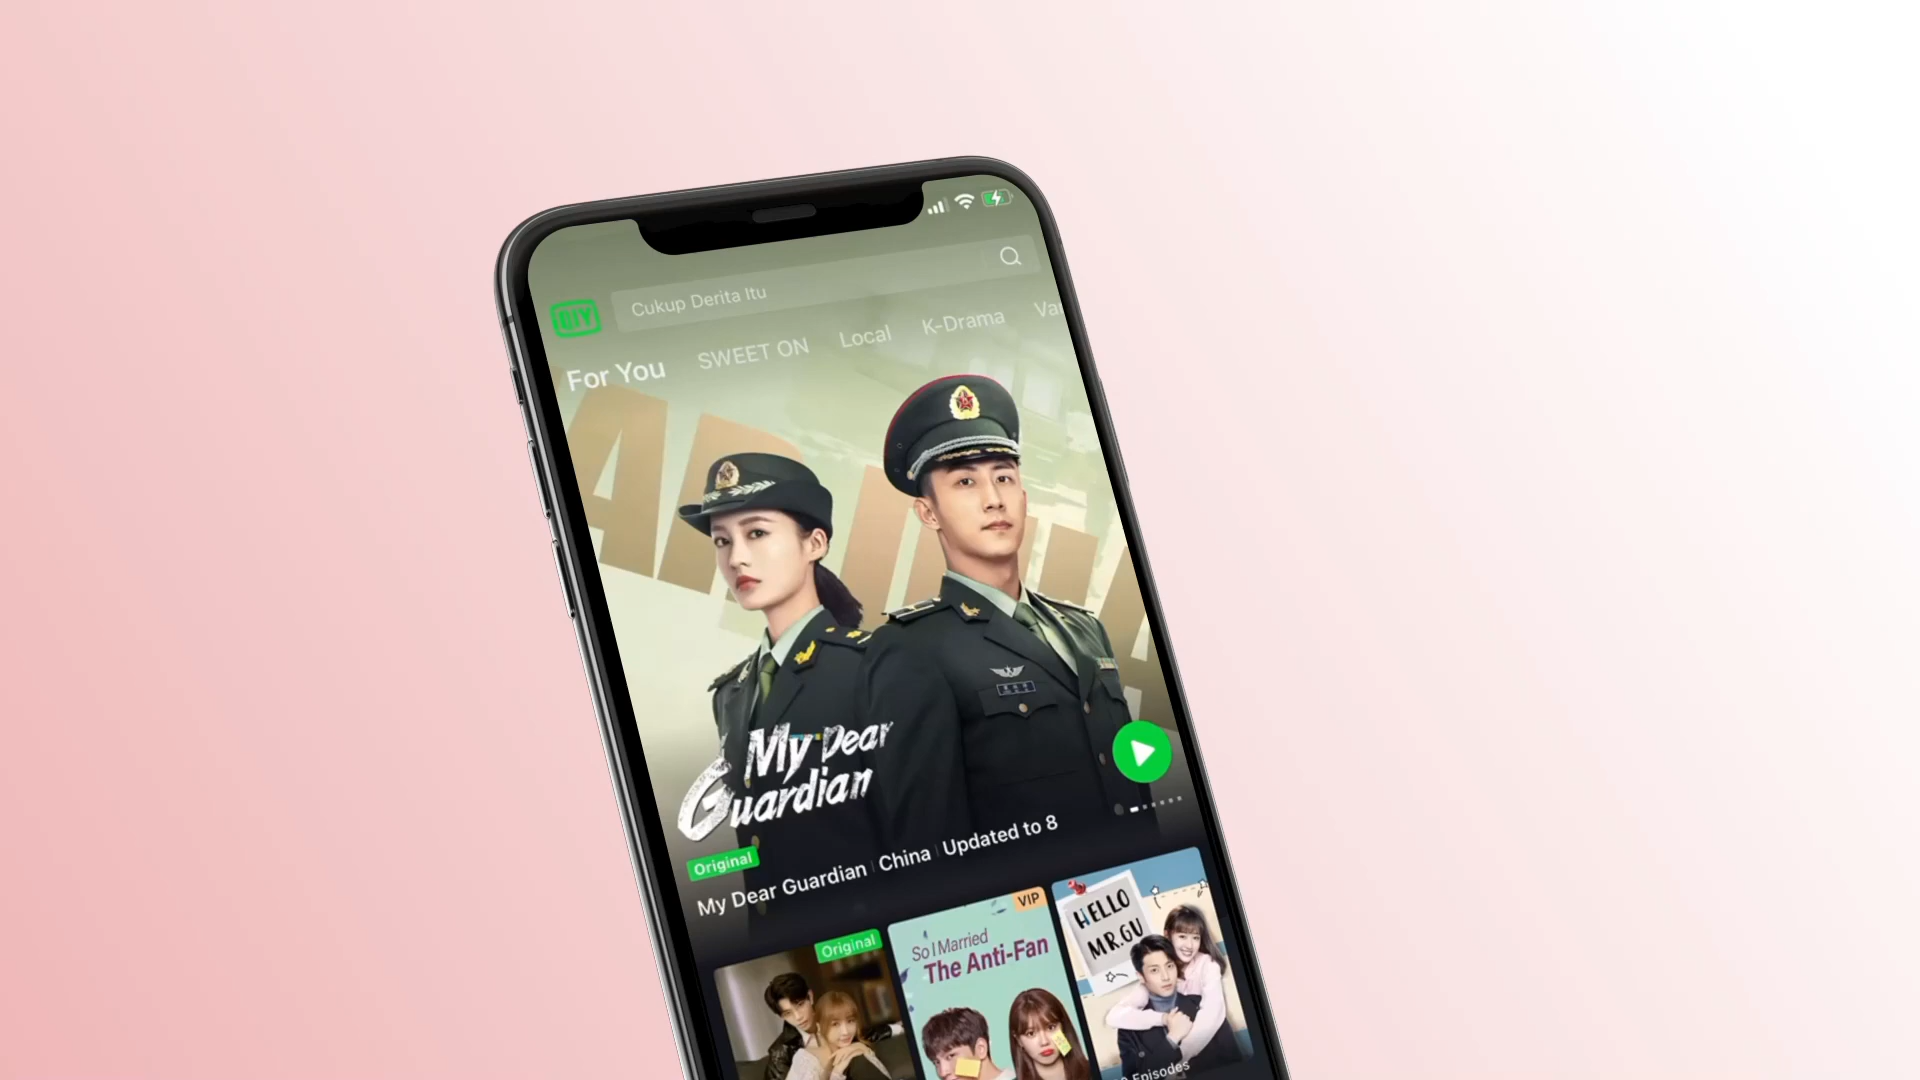 QIY
Cukup Derita Itu
For You
SWEET ON
Local
K-Drama
My Dear
Guardian
Original
My Dear Guardian
China
Updated to 8
Original
VIP
So I Married
The Anti-Fan
HELLO
MR.GU
Episodes